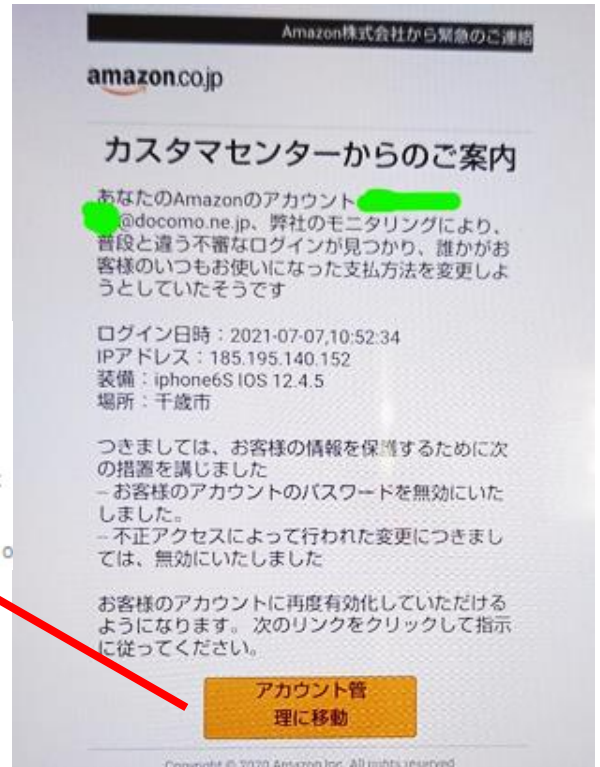 Amazon株式会社から緊急のご連絡
amazon.co.jp
カスタマセンターからのご案内
あなたのAmazonのアカウント
@docomo.ne.jp、弊社のモニタリングにより、
普段と違う不審なログインが見つかり、誰かがお
客様のいつもお使いになった支払方法を変更しよ
うとしていたそうです
ログイン日時：2021-07-07,10:52:34
IPアドレス：185.195.140.152
装備：iphone6S IOS 12.4.5
場所：千歳市
つきましては、お客様の情報を保護するために次
の措置を講じました
– お客様のアカウントのパスワードを無効にいた
しました。
– 不正アクセスによって行われた変更につきまし
ては、無効にいたしました
お客様のアカウントに再度有効化していただける
ようになります。 次のリンクをクリックして指示
に従ってください。
アカウント管
理に移動
Copyright © 2020 Amazon Inc. All rights reserved